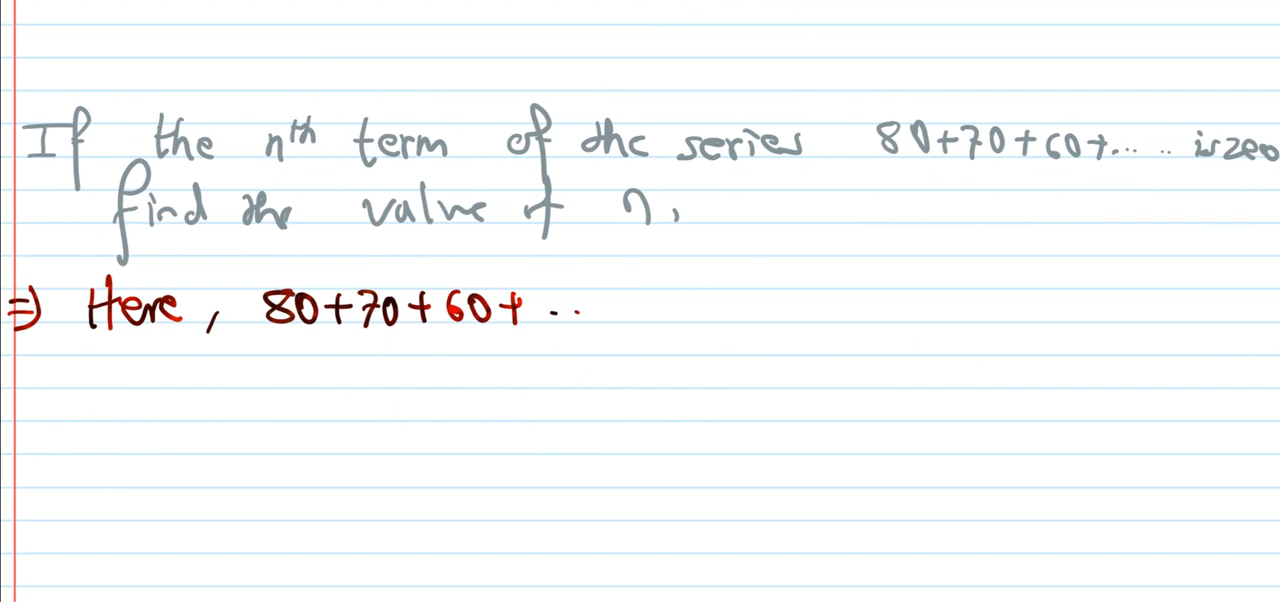 If the nth term of the series 80+70+60+.... .. is zero
find the value of n.
⇒ Here, 80+70+60+ ...